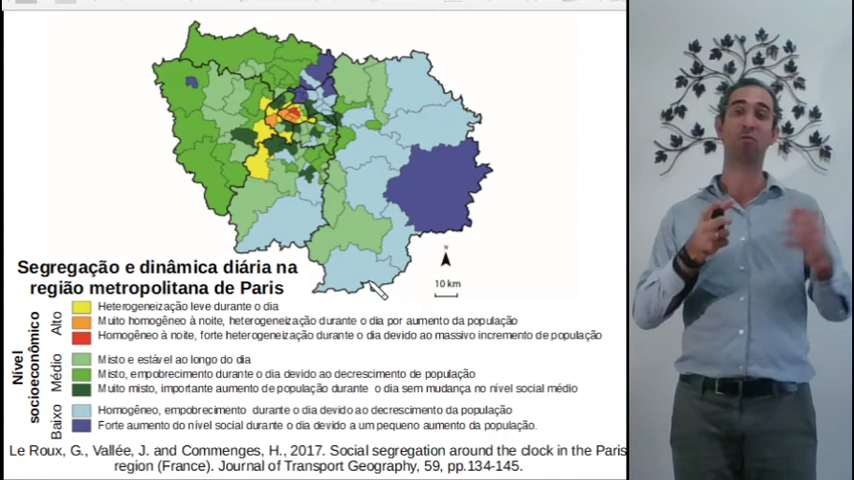 N
10 km
Segregação e dinâmica diária na
região metropolitana de Paris
Nível
socioeconômico
Alto
Heterogeneização leve durante o dia
Muito homogêneo à noite, heterogeneização durante o dia por aumento da população
Homogêneo à noite, forte heterogeneização durante o dia devido ao massivo incremento de população
Médio
Misto e estável ao longo do dia
Misto, empobrecimento durante o dia devido ao decrescimento de população
Muito misto, importante aumento de população durante o dia sem mudança no nível social médio
Baixo
Homogêneo, empobrecimento durante o dia devido ao decrescimento da população
Forte aumento do nível social durante o dia devido a um pequeno aumento da população.
Le Roux, G., Vallée, J. and Commenges, H., 2017. Social segregation around the clock in the Paris
region (France). Journal of Transport Geography, 59, pp.134-145.